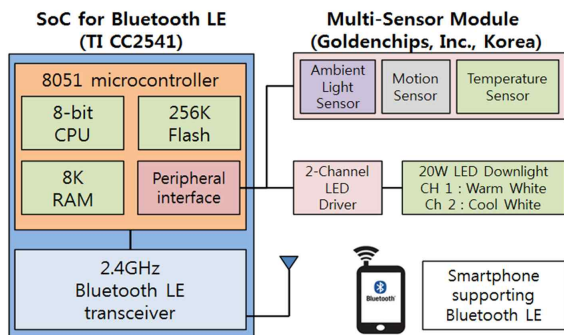 SoC for Bluetooth LE
(TI CC2541)
8051 microcontroller
8-bit
CPU
256K
Flash
8K
RAM
Peripheral
interface
2.4GHz
Bluetooth LE
transceiver
Multi-Sensor Module
(Goldenchips, Inc., Korea)
Ambient
Light
Sensor
Motion
Sensor
Temperature
Sensor
2-Channel
LED
Driver
20W LED Downlight
CH 1 : Warm White
Ch 2 : Cool White
Bluetooth
Smartphone
supporting
Bluetooth LE